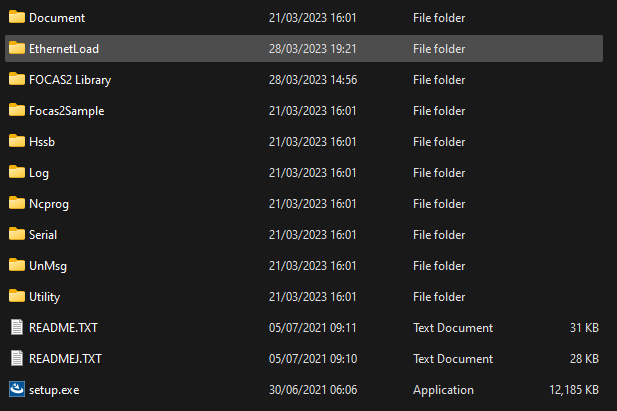 Document 21/03/2023 16:01 File folder
EthernetLoad 28/03/2023 19:21 File folder
FOCAS2 Library 28/03/2023 14:56 File folder
Focas2Sample 21/03/2023 16:01 File folder
Hssb 21/03/2023 16:01 File folder
Log 21/03/2023 16:01 File folder
Ncprog 21/03/2023 16:01 File folder
Serial 21/03/2023 16:01 File folder
UnMsg 21/03/2023 16:01 File folder
Utility 21/03/2023 16:01 File folder
README.TXT 05/07/2021 09:11 Text Document 31 KB
READMEJ.TXT 05/07/2021 09:10 Text Document 28 KB
setup.exe 30/06/2021 06:06 Application 12,185 KB